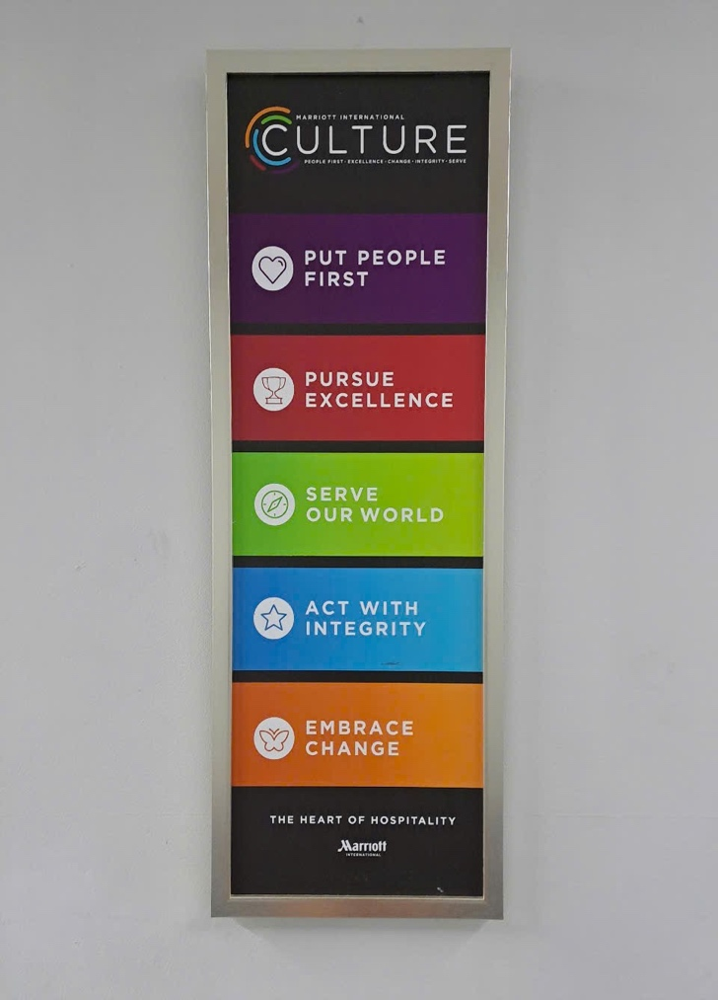 MARRIOTT INTERNATIONAL
CULTURE
PEOPLE FIRST · EXCELLENCE · CHANGE · INTEGRITY · SERVE
PUT PEOPLE
FIRST
PURSUE
EXCELLENCE
SERVE
OUR WORLD
ACT WITH
INTEGRITY
EMBRACE
CHANGE
THE HEART OF HOSPITALITY
Marriott
INTERNATIONAL